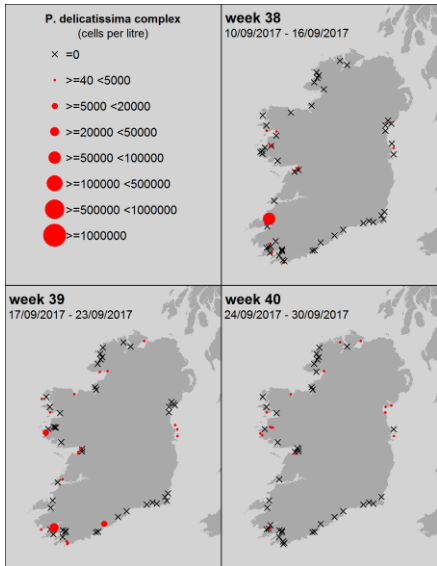 P. delicatissima complex
(cells per litre)
=0
>=40 <5000
>=5000 <20000
>=20000 <50000
>=50000 <100000
>=100000 <500000
>=500000 <1000000
>=1000000
week 38
10/09/2017 - 16/09/2017
week 39
17/09/2017 - 23/09/2017
week 40
24/09/2017 - 30/09/2017